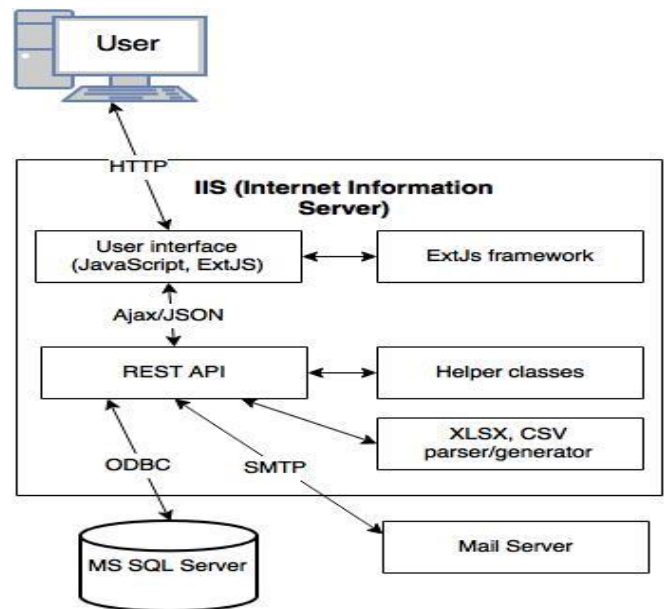 User
HTTP
IIS (Internet Information
Server)
User interface
(JavaScript, ExtJS)
ExtJs framework
Ajax/JSON
REST API
Helper classes
XLSX, CSV
parser/generator
ODBC
SMTP
MS SQL Server
Mail Server